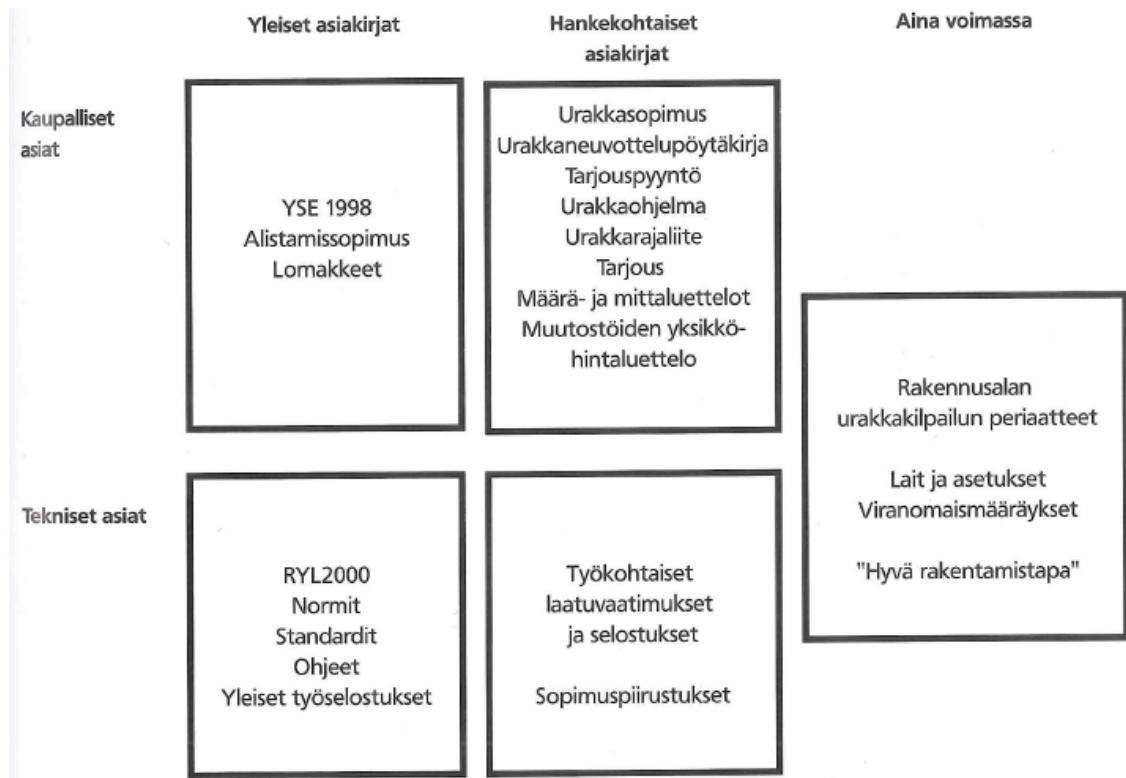 Yleiset asiakirjat
Hankekohtaiset
asiakirjat
Aina voimassa
Kaupalliset
asiat
YSE 1998
Alistamissopimus
Lomakkeet
Urakkasopimus
Urakkaneuvottelupöytäkirja
Tarjouspyyntö
Urakkaohjelma
Urakkarajaliite
Tarjous
Määrä- ja mittaluettelot
Muutostöiden yksikkö-
hintaluettelo
Rakennusalan
urakkakilpailun periaatteet
Lait ja asetukset
Viranomaismääräykset
"Hyvä rakentamistapa"
Tekniset asiat
RYL2000
Normit
Standardit
Ohjeet
Yleiset työselostukset
Työkohtaiset
laatuvaatimukset
ja selostukset
Sopimuspiirustukset